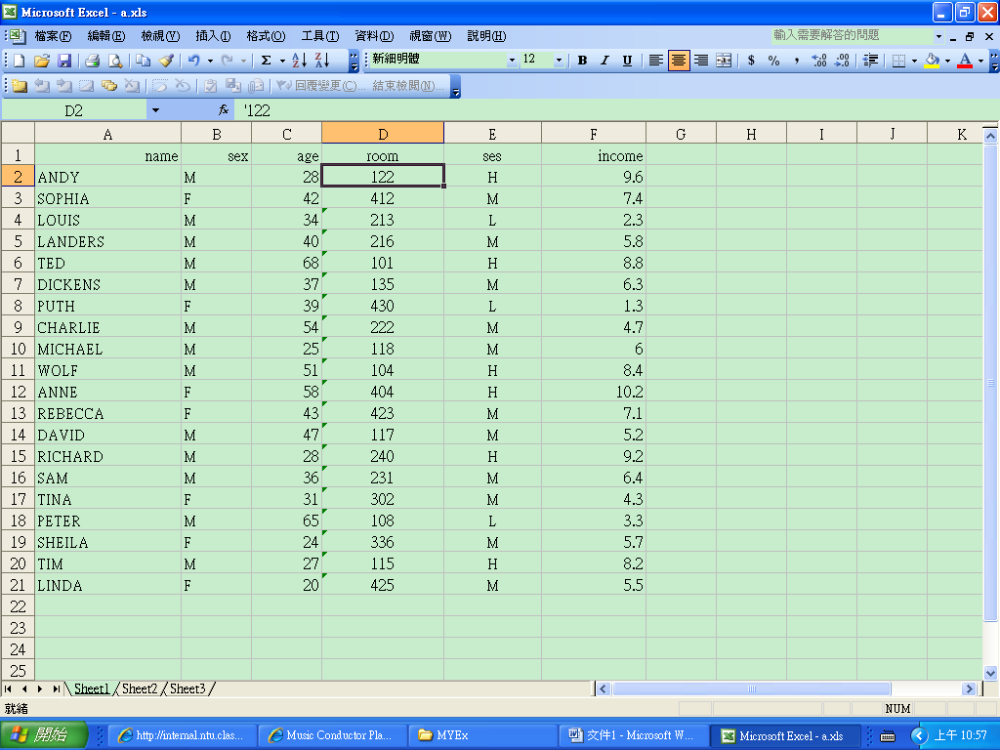 Microsoft Excel - a.xls
檔案(F) 編輯(E) 檢視(V) 插入(I) 格式(O) 工具(T) 資料(D) 視窗(W) 說明(H) 輸入需要解答的問題
新細明體 12 B I U $ % ,
回覆變更(C)... 結束檢閱(N)...
D2 fx '122
A B C D E F G H I J K
1 name sex age room ses income
2 ANDY M 28 122 H 9.6
3 SOPHIA F 42 412 M 7.4
4 LOUIS M 34 213 L 2.3
5 LANDERS M 40 216 M 5.8
6 TED M 68 101 H 8.8
7 DICKENS M 37 135 M 6.3
8 PUTH F 39 430 L 1.3
9 CHARLIE M 54 222 M 4.7
10 MICHAEL M 25 118 M 6
11 WOLF M 51 104 H 8.4
12 ANNE F 58 404 H 10.2
13 REBECCA F 43 423 M 7.1
14 DAVID M 47 117 M 5.2
15 RICHARD M 28 240 H 9.2
16 SAM M 36 231 M 6.4
17 TINA F 31 302 M 4.3
18 PETER M 65 108 L 3.3
19 SHEILA F 24 336 M 5.7
20 TIM M 27 115 H 8.2
21 LINDA F 20 425 M 5.5
22
23
24
25
Sheet1 Sheet2 Sheet3
就緒 NUM
開始 http://internal.ntu.clas... Music Conductor Pla... MYEx 文件1 - Microsoft W... Microsoft Excel - a.xls 上午 10:57